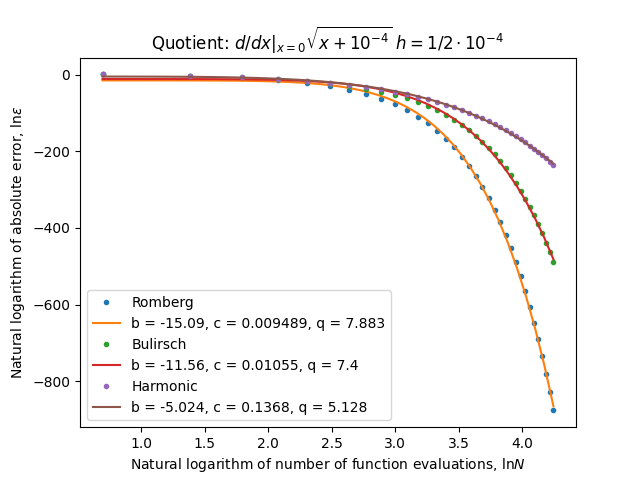 Quotient: d/dx|ₓ₌₀√(x + 10⁻⁴) h = 1/2 · 10⁻⁴
Natural logarithm of absolute error, lnε
0
−200
−400
−600
−800
Romberg
b = -15.09, c = 0.009489, q = 7.883
Bulirsch
b = -11.56, c = 0.01055, q = 7.4
Harmonic
b = -5.024, c = 0.1368, q = 5.128
1.0 1.5 2.0 2.5 3.0 3.5 4.0
Natural logarithm of number of function evaluations, lnN